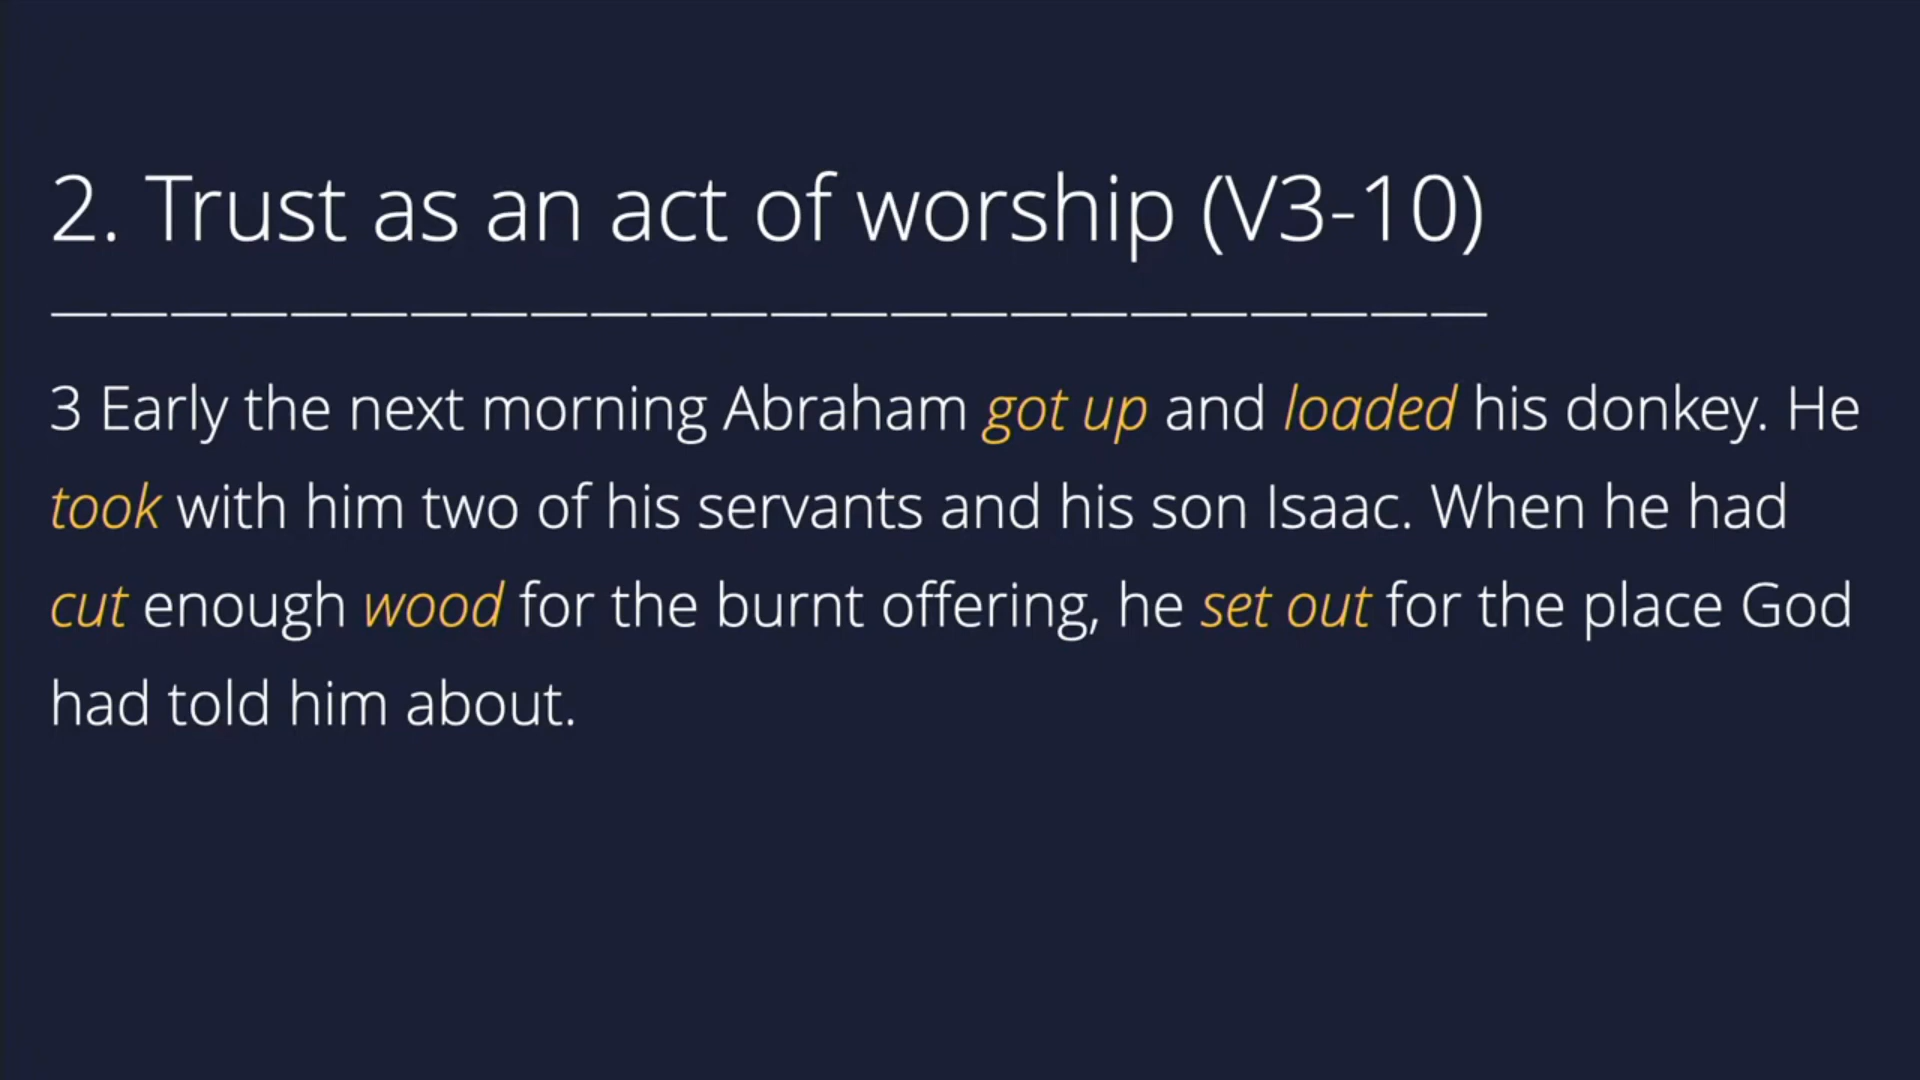 2. Trust as an act of worship (V3-10)
————————————————————————
3 Early the next morning Abraham got up and loaded his donkey. He
took with him two of his servants and his son Isaac. When he had
cut enough wood for the burnt offering, he set out for the place God
had told him about.